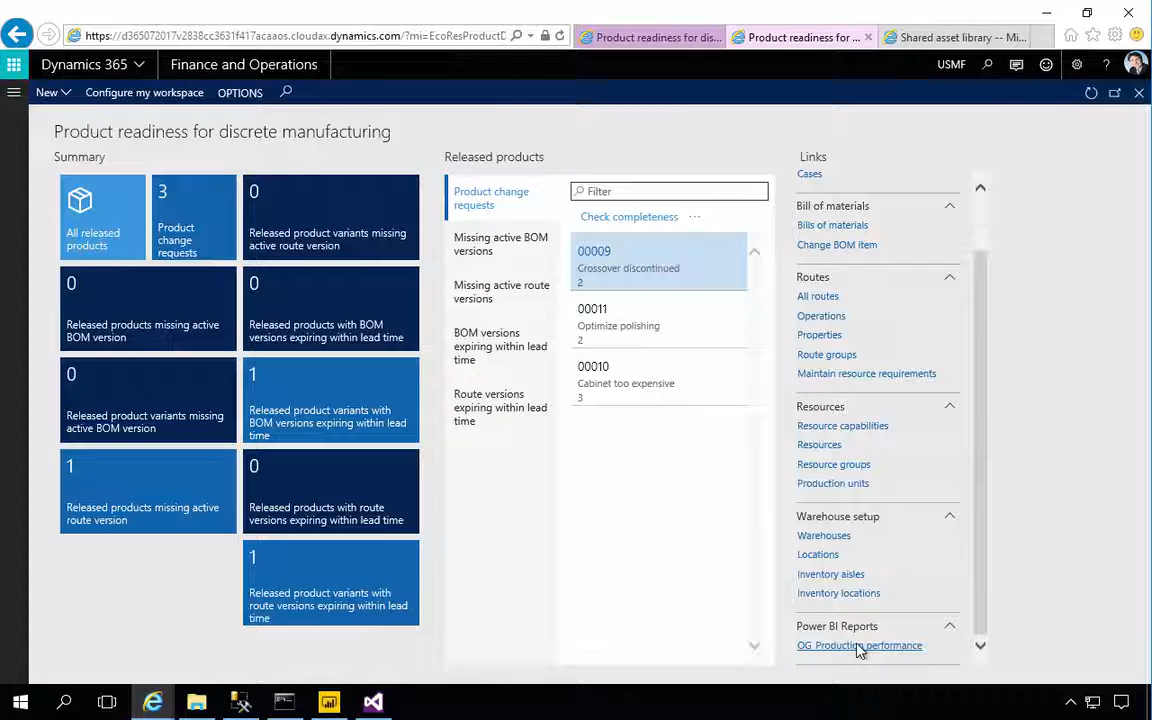 https://d365072017v2838cc3631f417acaaos.cloudax.dynamics.com/?mi=EcoResProductD
Product readiness for dis...
Product readiness for ...
Shared asset library -- Mi...
Dynamics 365
Finance and Operations
USMF
New
Configure my workspace
OPTIONS
Product readiness for discrete manufacturing
Summary
All released
products
3
Product
change
requests
0
Released product variants missing
active route version
0
Released products missing active
BOM version
0
Released products with BOM
versions expiring within lead time
0
Released product variants missing
active BOM version
1
Released product variants with
BOM versions expiring within lead
time
1
Released products missing active
route version
0
Released products with route
versions expiring within lead time
1
Released product variants with
route versions expiring within lead
time
Released products
Product change
requests
Missing active BOM
versions
Missing active route
versions
BOM versions
expiring within lead
time
Route versions
expiring within lead
time
Filter
Check completeness
···
00009
Crossover discontinued
2
00011
Optimize polishing
2
00010
Cabinet too expensive
3
Links
Cases
Bill of materials
Bills of materials
Change BOM item
Routes
All routes
Operations
Properties
Route groups
Maintain resource requirements
Resources
Resource capabilities
Resources
Resource groups
Production units
Warehouse setup
Warehouses
Locations
Inventory aisles
Inventory locations
Power BI Reports
OG Production performance